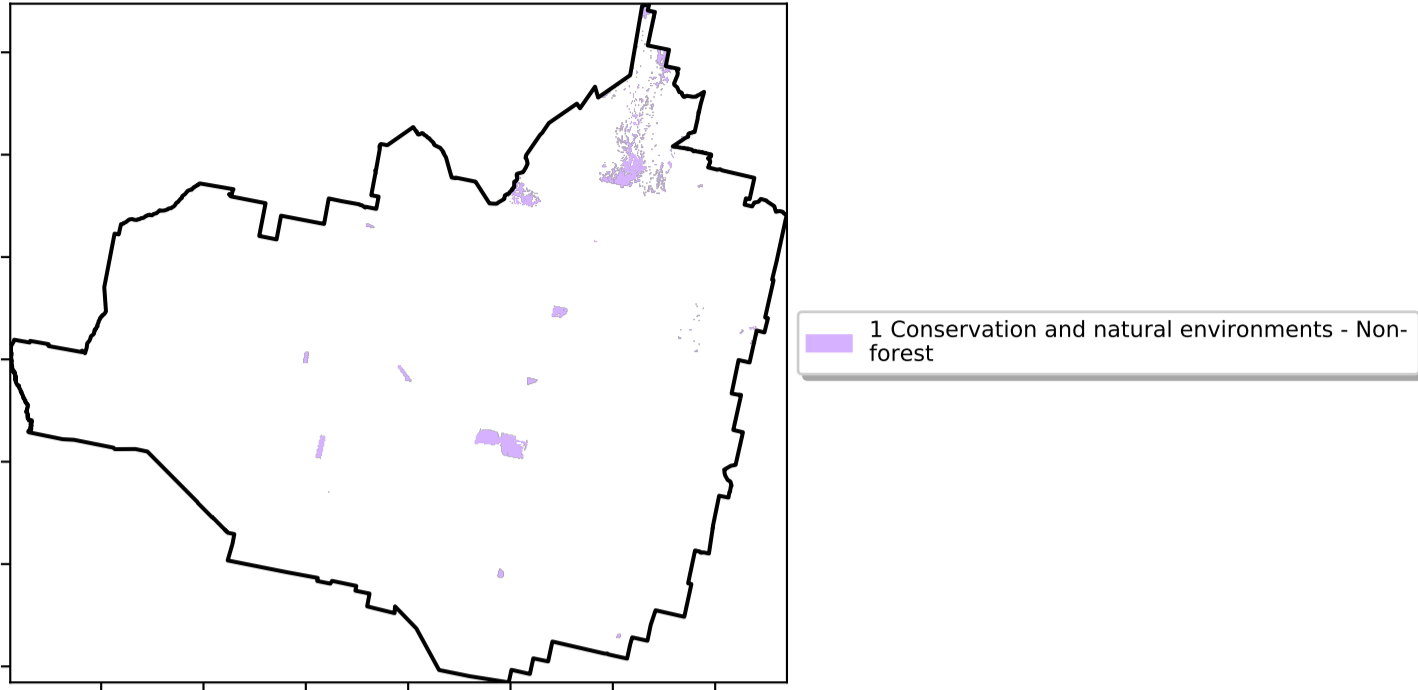 1 Conservation and natural environments - Non-
forest